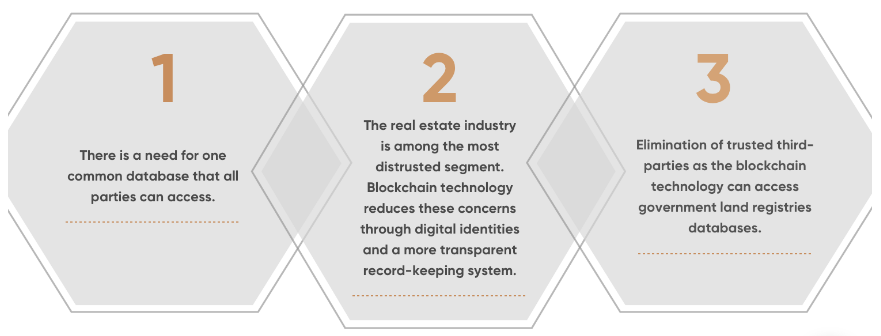 1
There is a need for one
common database that all
parties can access.
2
The real estate industry
is among the most
distrusted segment.
Blockchain technology
reduces these concerns
through digital identities
and a more transparent
record-keeping system.
3
Elimination of trusted third-
parties as the blockchain
technology can access
government land registries
databases.